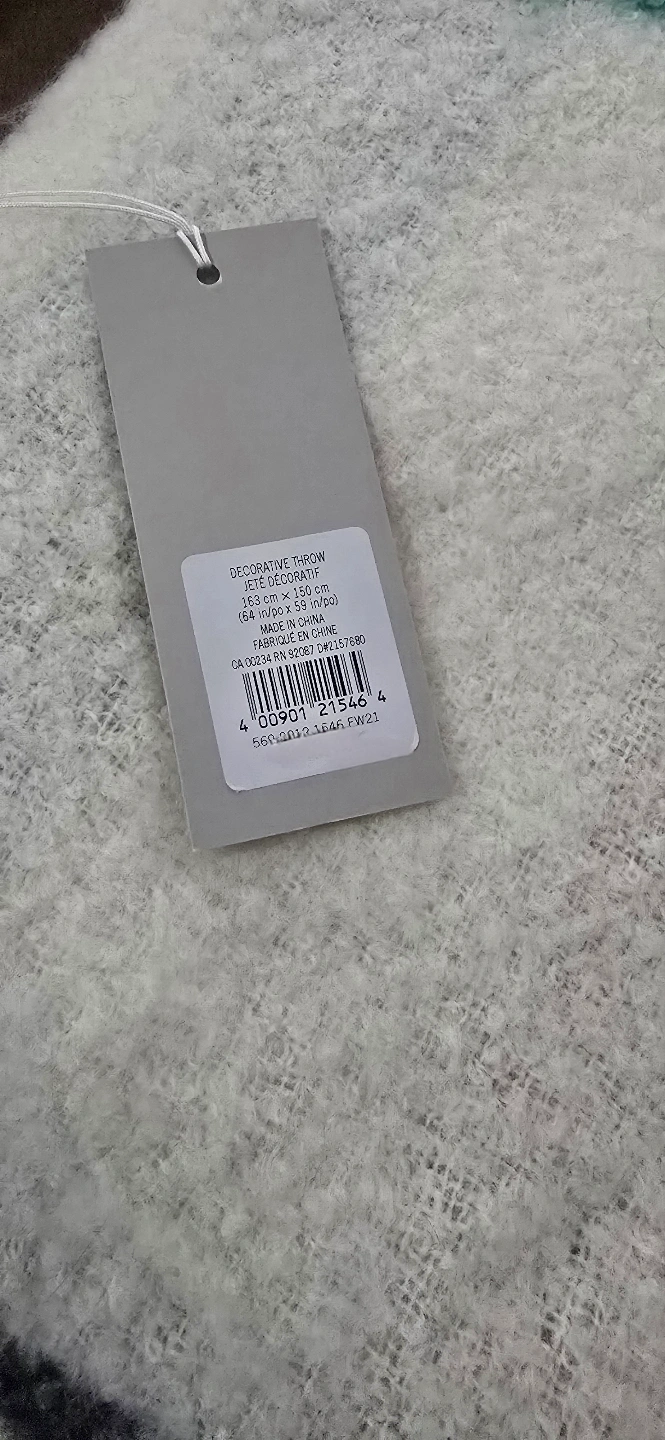 DECORATIVE THROW
JETÉ DÉCORATIF
163 cm × 150 cm
(64 in/po x 59 in/po)
MADE IN CHINA
FABRIQUÉ EN CHINE
CA 00234 RN 92087 D#2157680
4 00901 21546 4
FW21